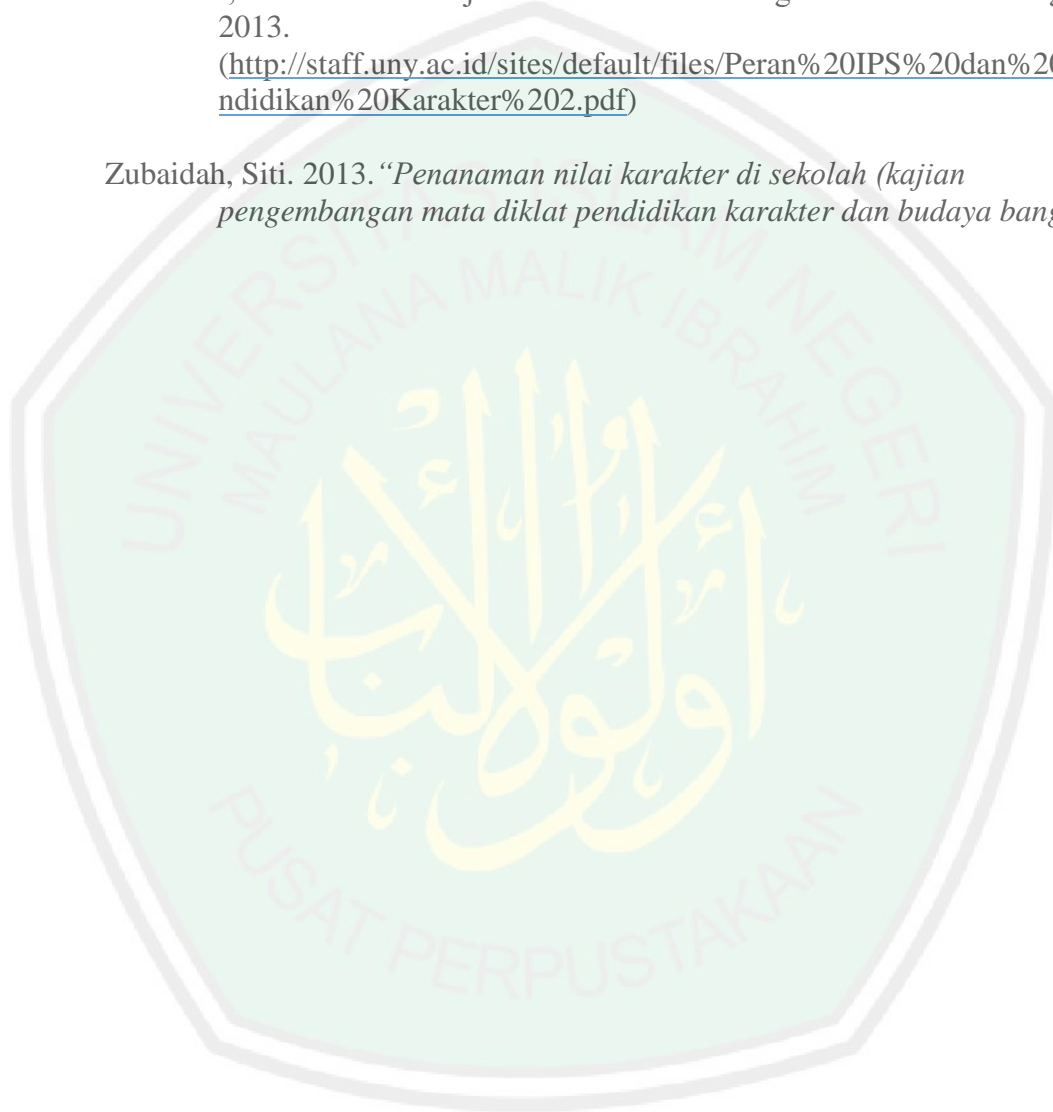 2013.
(http://staff.uny.ac.id/sites/default/files/Peran%20IPS%20dan%20
ndidikan%20Karakter%202.pdf)
Zubaidah, Siti. 2013. “Penanaman nilai karakter di sekolah (kajian
pengembangan mata diklat pendidikan karakter dan budaya bang
UNIVERSITAS ISLAM NEGERI
MAULANA MALIK IBRAHIM
أولوا الألباب
PUSAT PERPUSTAKAAN